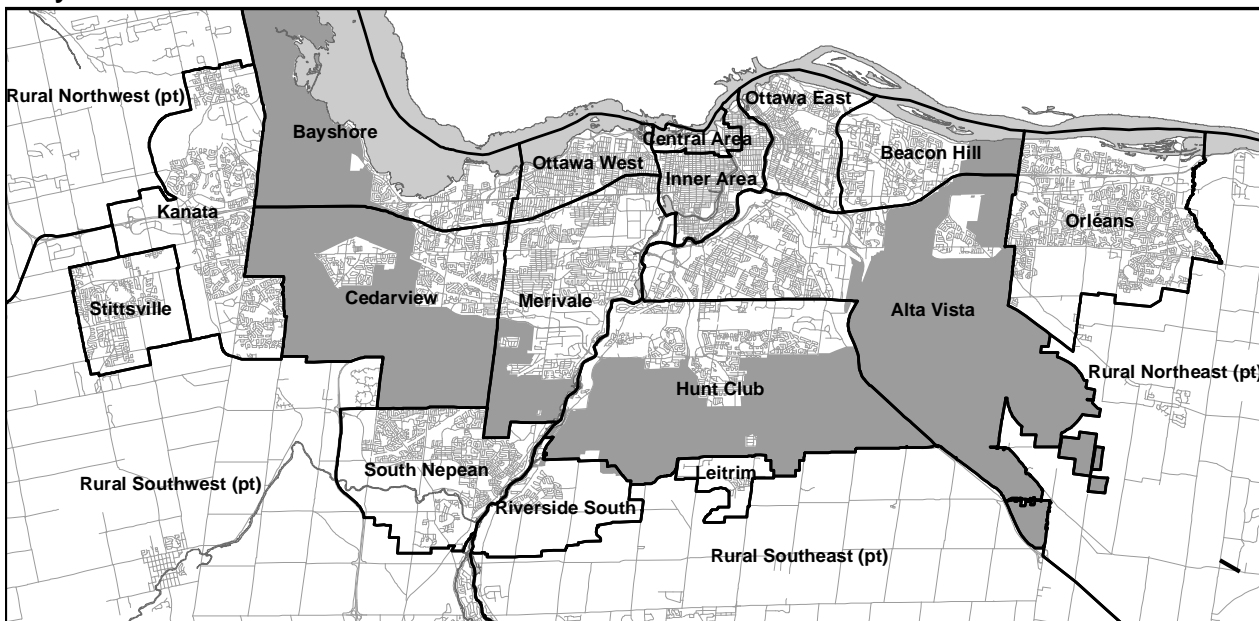 Rural Northwest (pt)
Bayshore
Ottawa East
Central Area
Ottawa West
Beacon Hill
Inner Area
Kanata
Orléans
Cedarview
Merivale
Stittsville
Alta Vista
Rural Northeast (pt)
Hunt Club
South Nepean
Leitrim
Rural Southwest (pt)
Riverside South
Rural Southeast (pt)